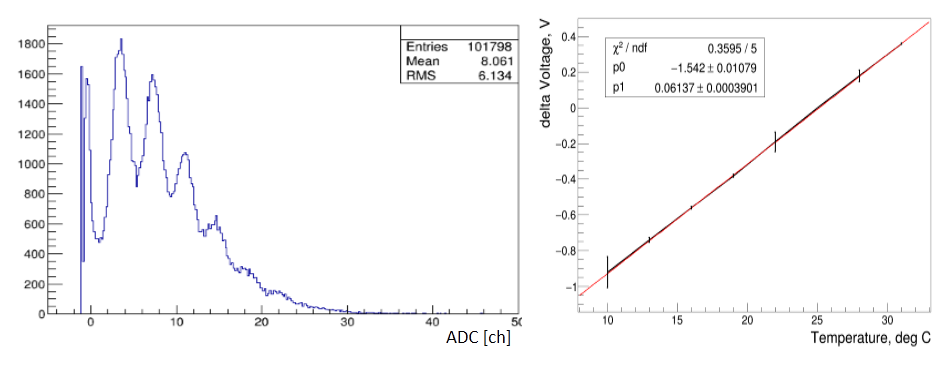 Entries 101798
Mean 8.061
RMS 6.134
1800
1600
1400
1200
1000
800
600
400
200
0
0 10 20 30 40 50
ADC [ch]
delta Voltage, V
χ² / ndf 0.3595 / 5
p0 −1.542 ± 0.01079
p1 0.06137 ± 0.0003901
0.4
0.2
0
−0.2
−0.4
−0.6
−0.8
−1
10 15 20 25 30
Temperature, deg C